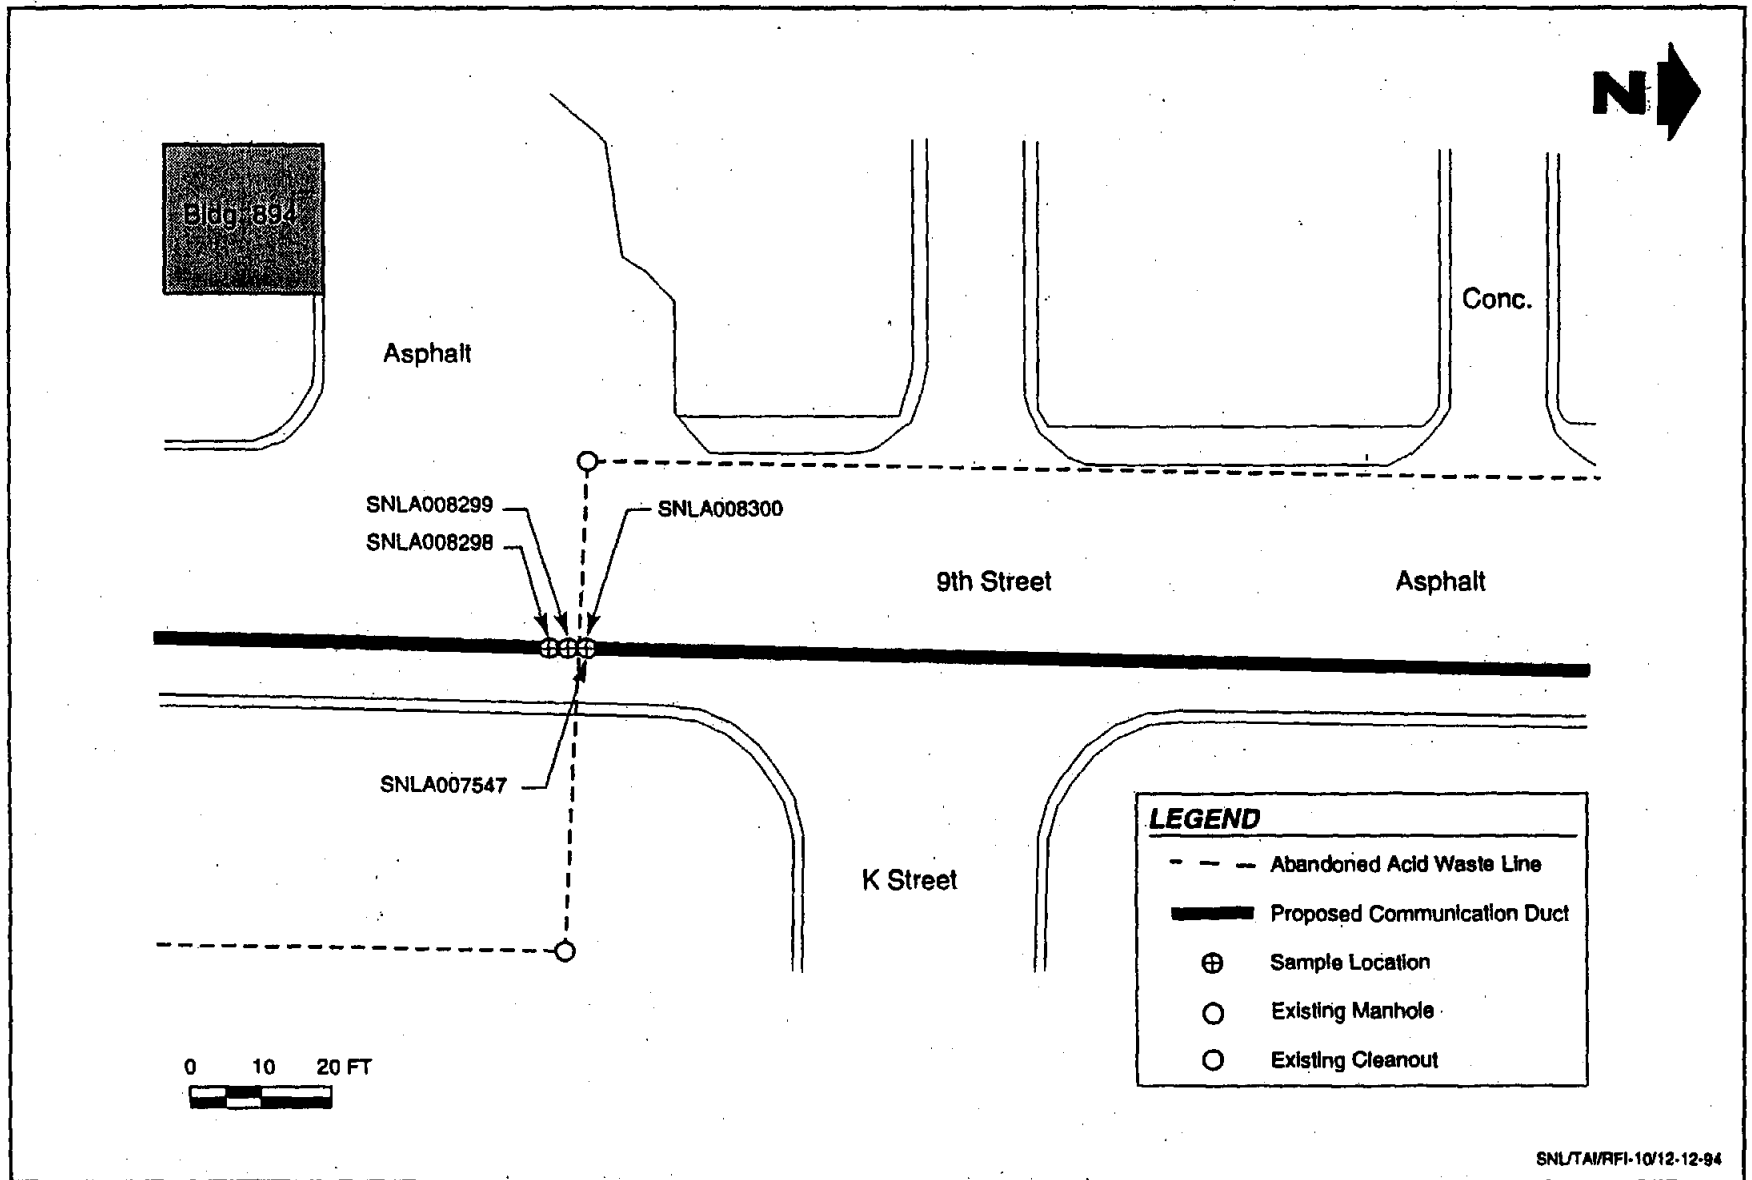 N
Bldg. 894
Conc.
Asphalt
SNLA008299
SNLA008300
SNLA008298
9th Street
Asphalt
SNLA007547
LEGEND
Abandoned Acid Waste Line
K Street
Proposed Communication Duct
Sample Location
Existing Manhole
Existing Cleanout
0 10 20 FT
SNL/TAI/RFI-10/12-12-94